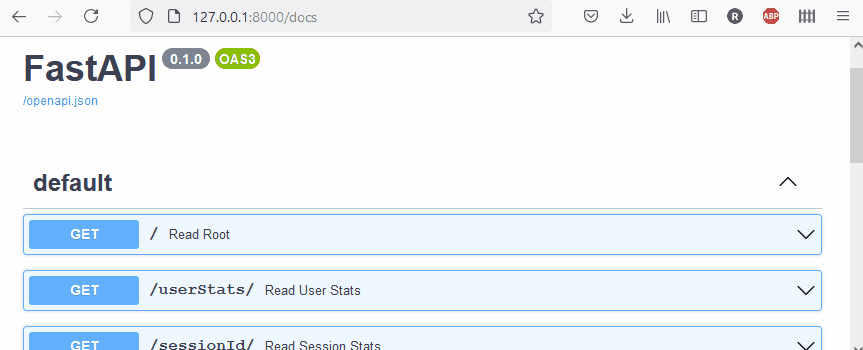 127.0.0.1:8000/docs
R
ABP
FastAPI 0.1.0 OAS3
/openapi.json
default
GET / Read Root
GET /userStats/ Read User Stats
GET /sessionId/ Read Session Stats